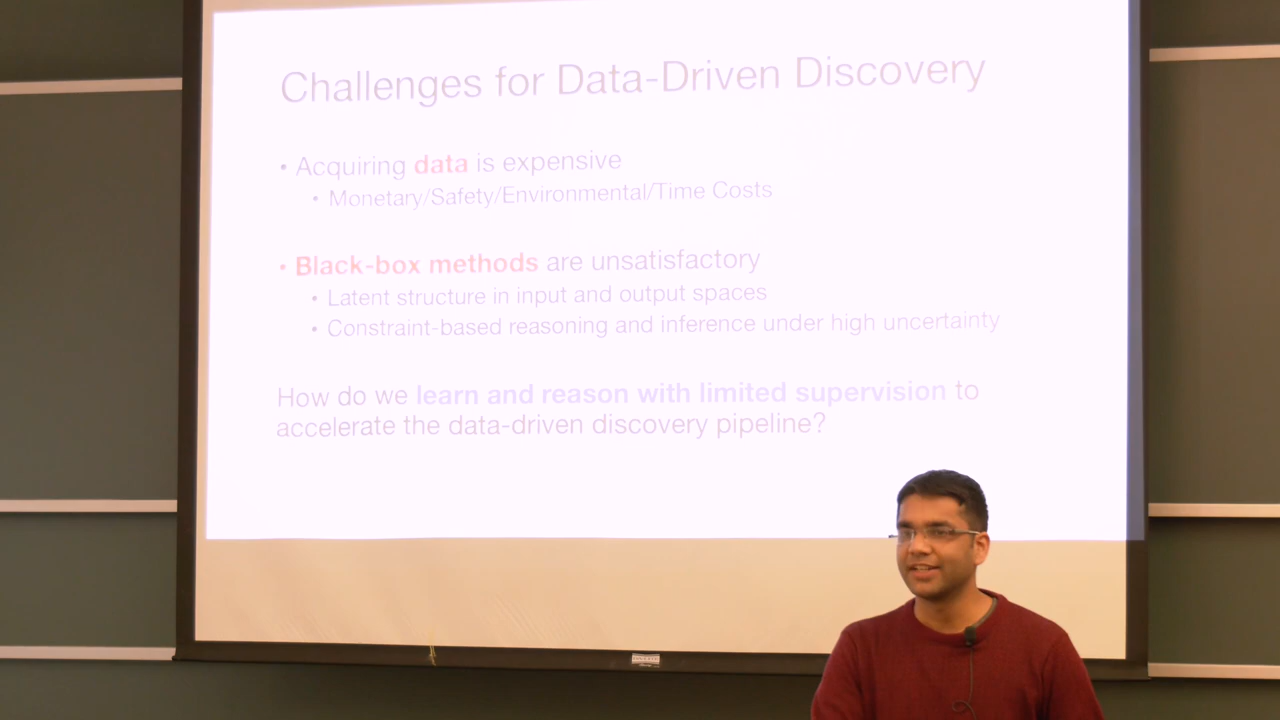 Challenges for Data-Driven Discovery
• Acquiring data is expensive
• Monetary/Safety/Environmental/Time Costs
• Black-box methods are unsatisfactory
• Latent structure in input and output spaces
• Constraint-based reasoning and inference under high uncertainty
How do we learn and reason with limited supervision to
accelerate the data-driven discovery pipeline?